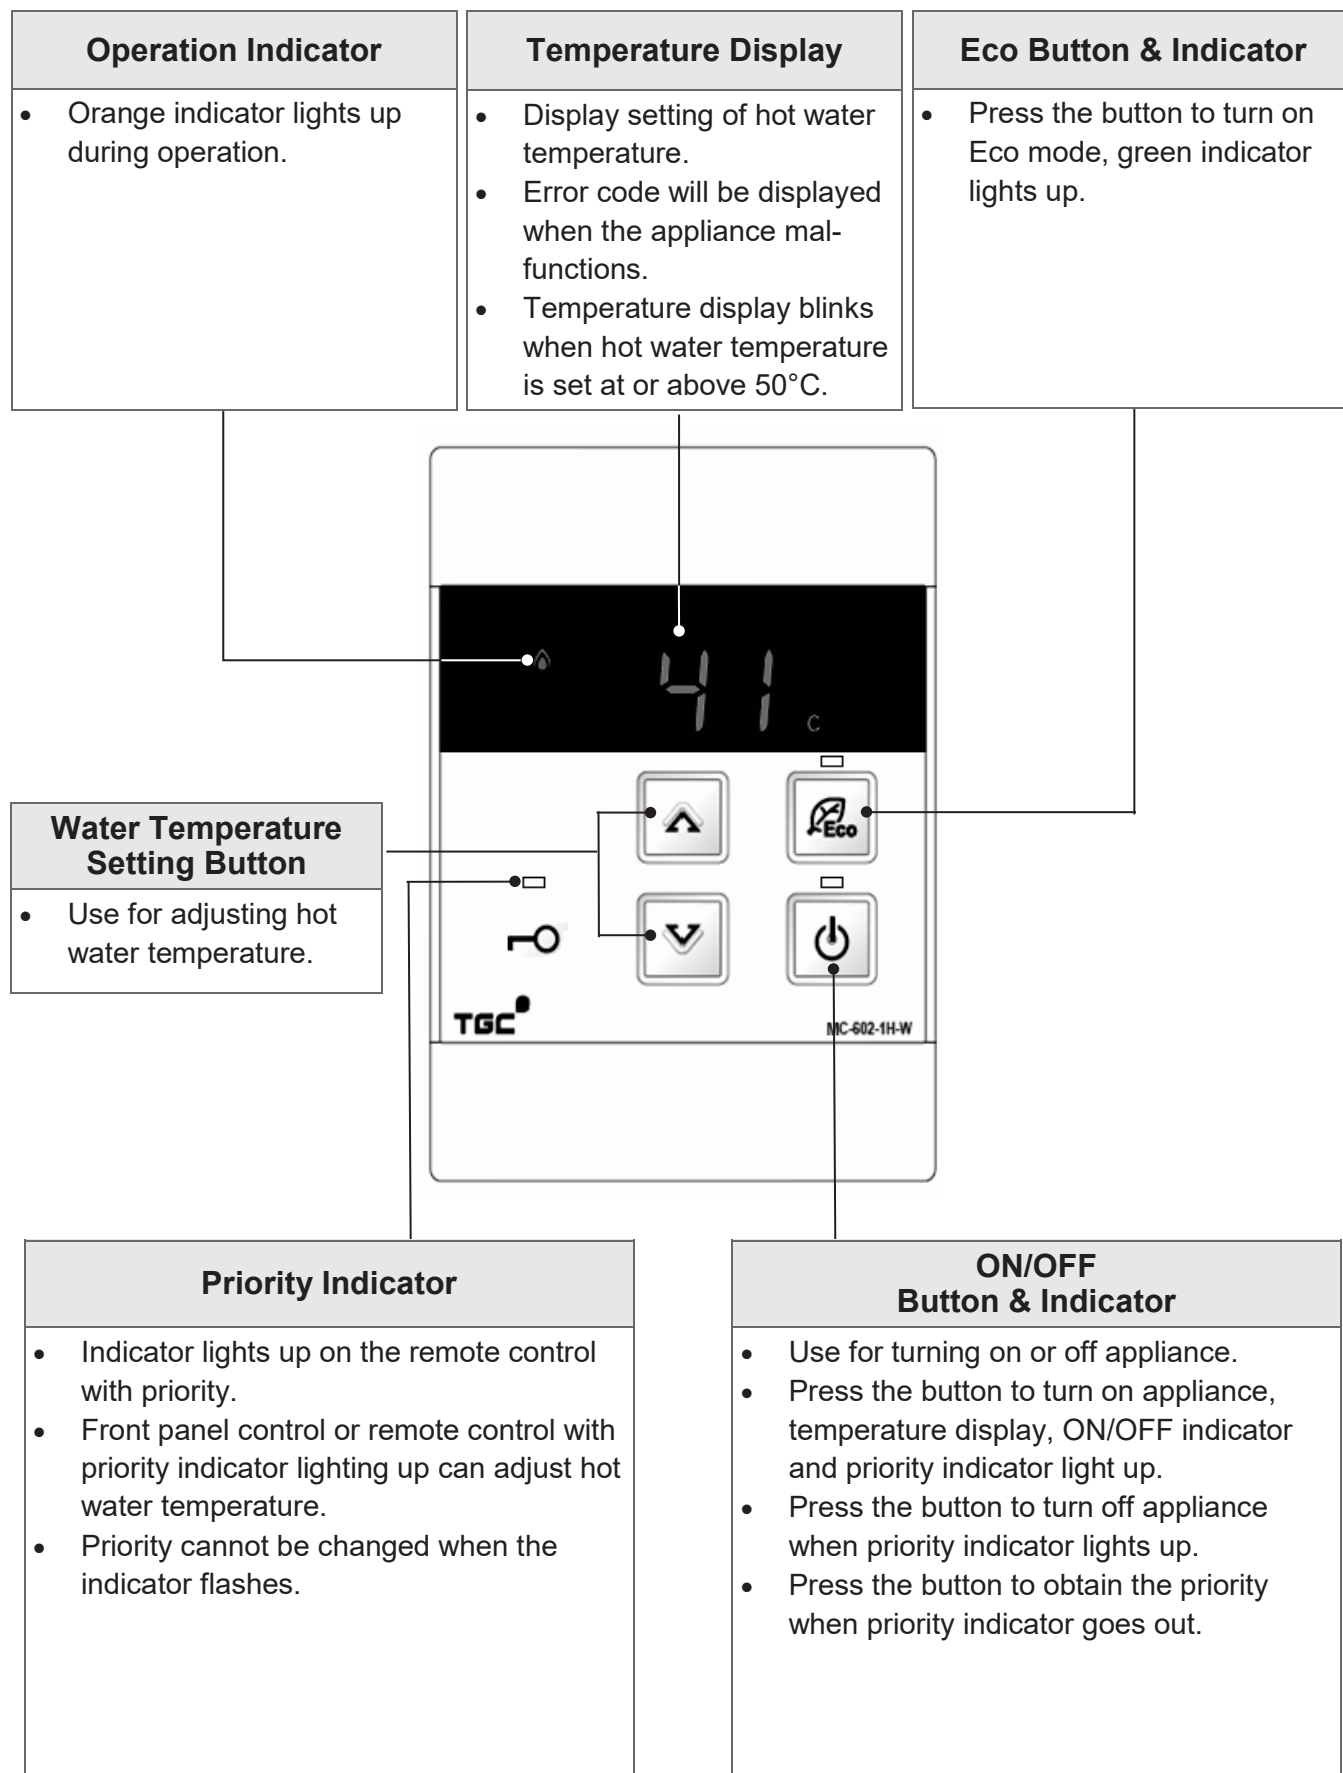 Operation Indicator
• Orange indicator lights up
during operation.
Temperature Display
• Display setting of hot water
temperature.
• Error code will be displayed
when the appliance mal-
functions.
• Temperature display blinks
when hot water temperature
is set at or above 50°C.
Eco Button & Indicator
• Press the button to turn on
Eco mode, green indicator
lights up.
41 C
Eco
Water Temperature
Setting Button
• Use for adjusting hot
water temperature.
TGC
MC-602-1H-W
Priority Indicator
• Indicator lights up on the remote control
with priority.
• Front panel control or remote control with
priority indicator lighting up can adjust hot
water temperature.
• Priority cannot be changed when the
indicator flashes.
ON/OFF
Button & Indicator
• Use for turning on or off appliance.
• Press the button to turn on appliance,
temperature display, ON/OFF indicator
and priority indicator light up.
• Press the button to turn off appliance
when priority indicator lights up.
• Press the button to obtain the priority
when priority indicator goes out.